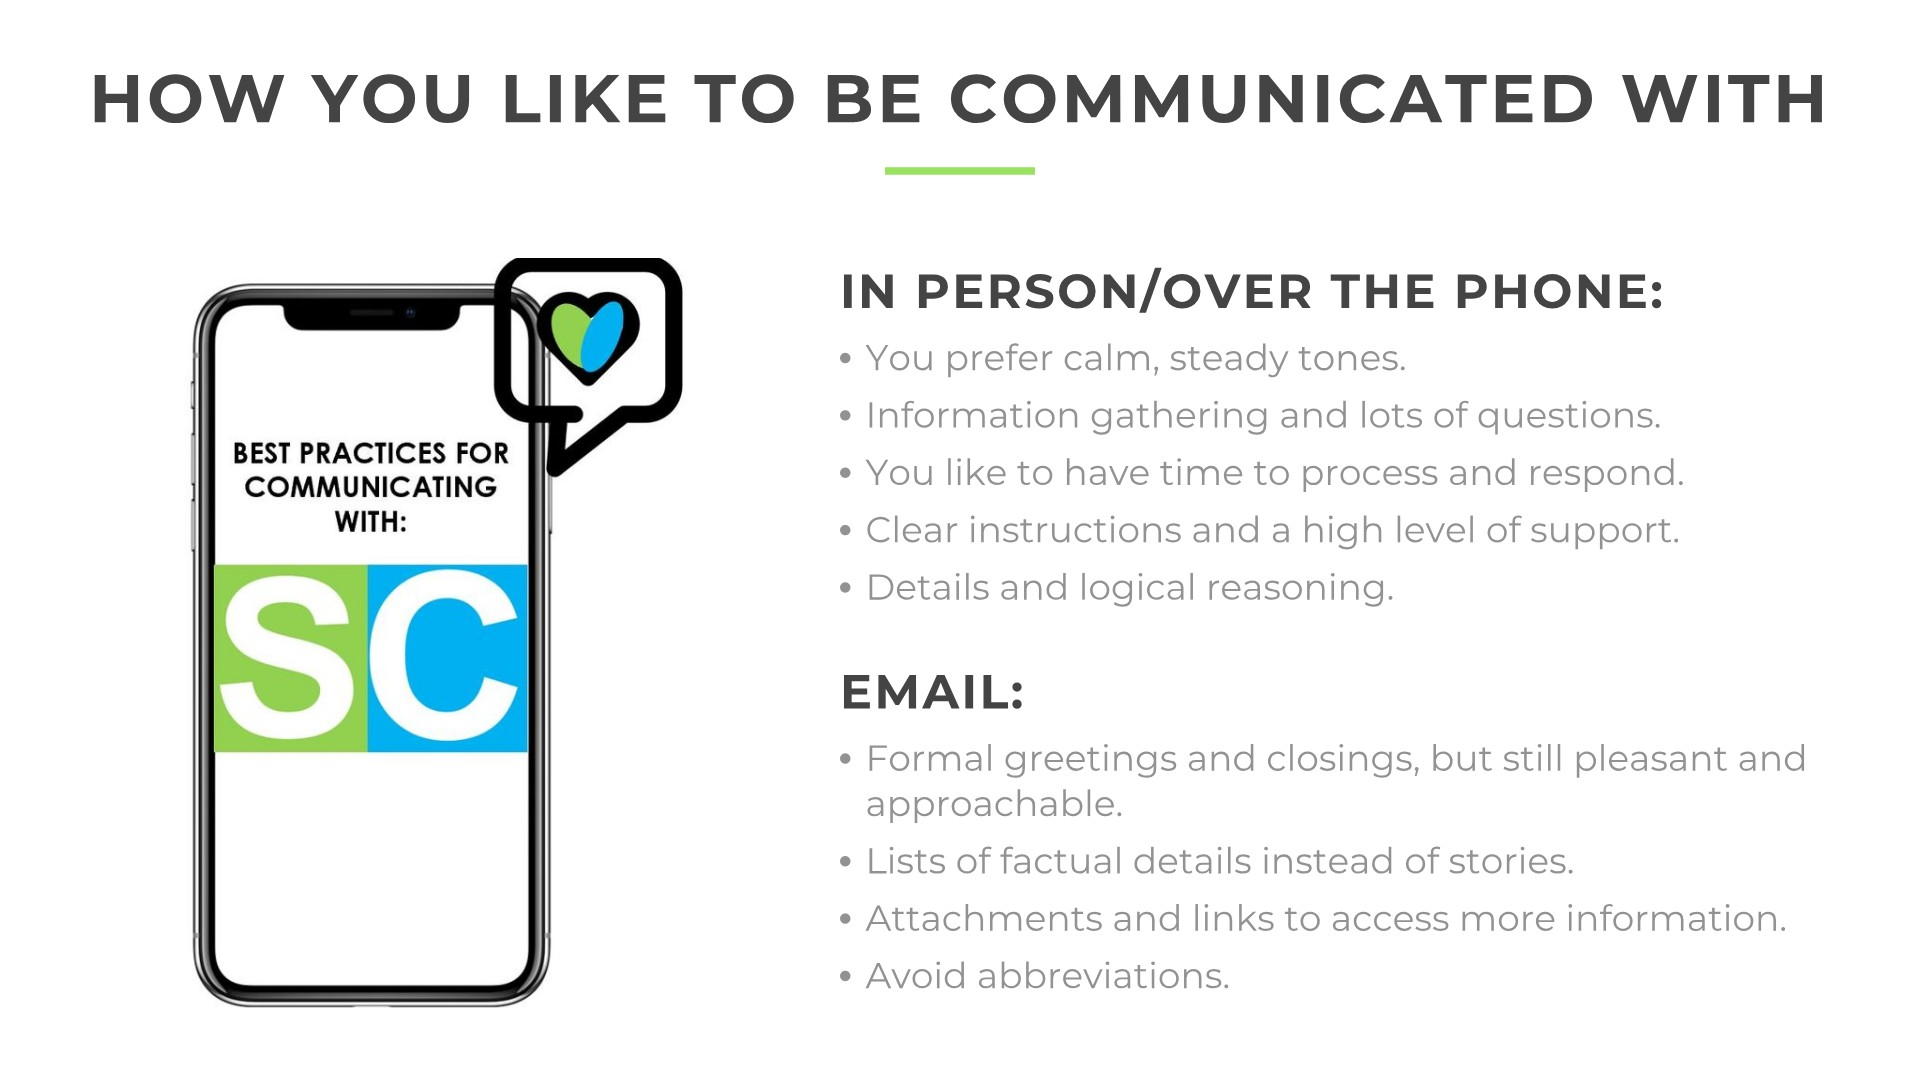 HOW YOU LIKE TO BE COMMUNICATED WITH
BEST PRACTICES FOR
COMMUNICATING
WITH:
SC
IN PERSON/OVER THE PHONE:
• You prefer calm, steady tones.
• Information gathering and lots of questions.
• You like to have time to process and respond.
• Clear instructions and a high level of support.
• Details and logical reasoning.
EMAIL:
• Formal greetings and closings, but still pleasant and
approachable.
• Lists of factual details instead of stories.
• Attachments and links to access more information.
• Avoid abbreviations.